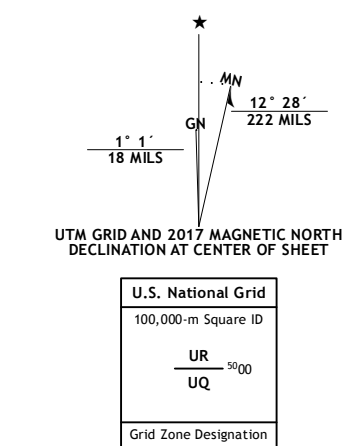 ★
MN
GN
12° 28´
222 MILS
1° 1´
18 MILS
UTM GRID AND 2017 MAGNETIC NORTH
DECLINATION AT CENTER OF SHEET
U.S. National Grid
100,000-m Square ID
UR
5000
UQ
Grid Zone Designation